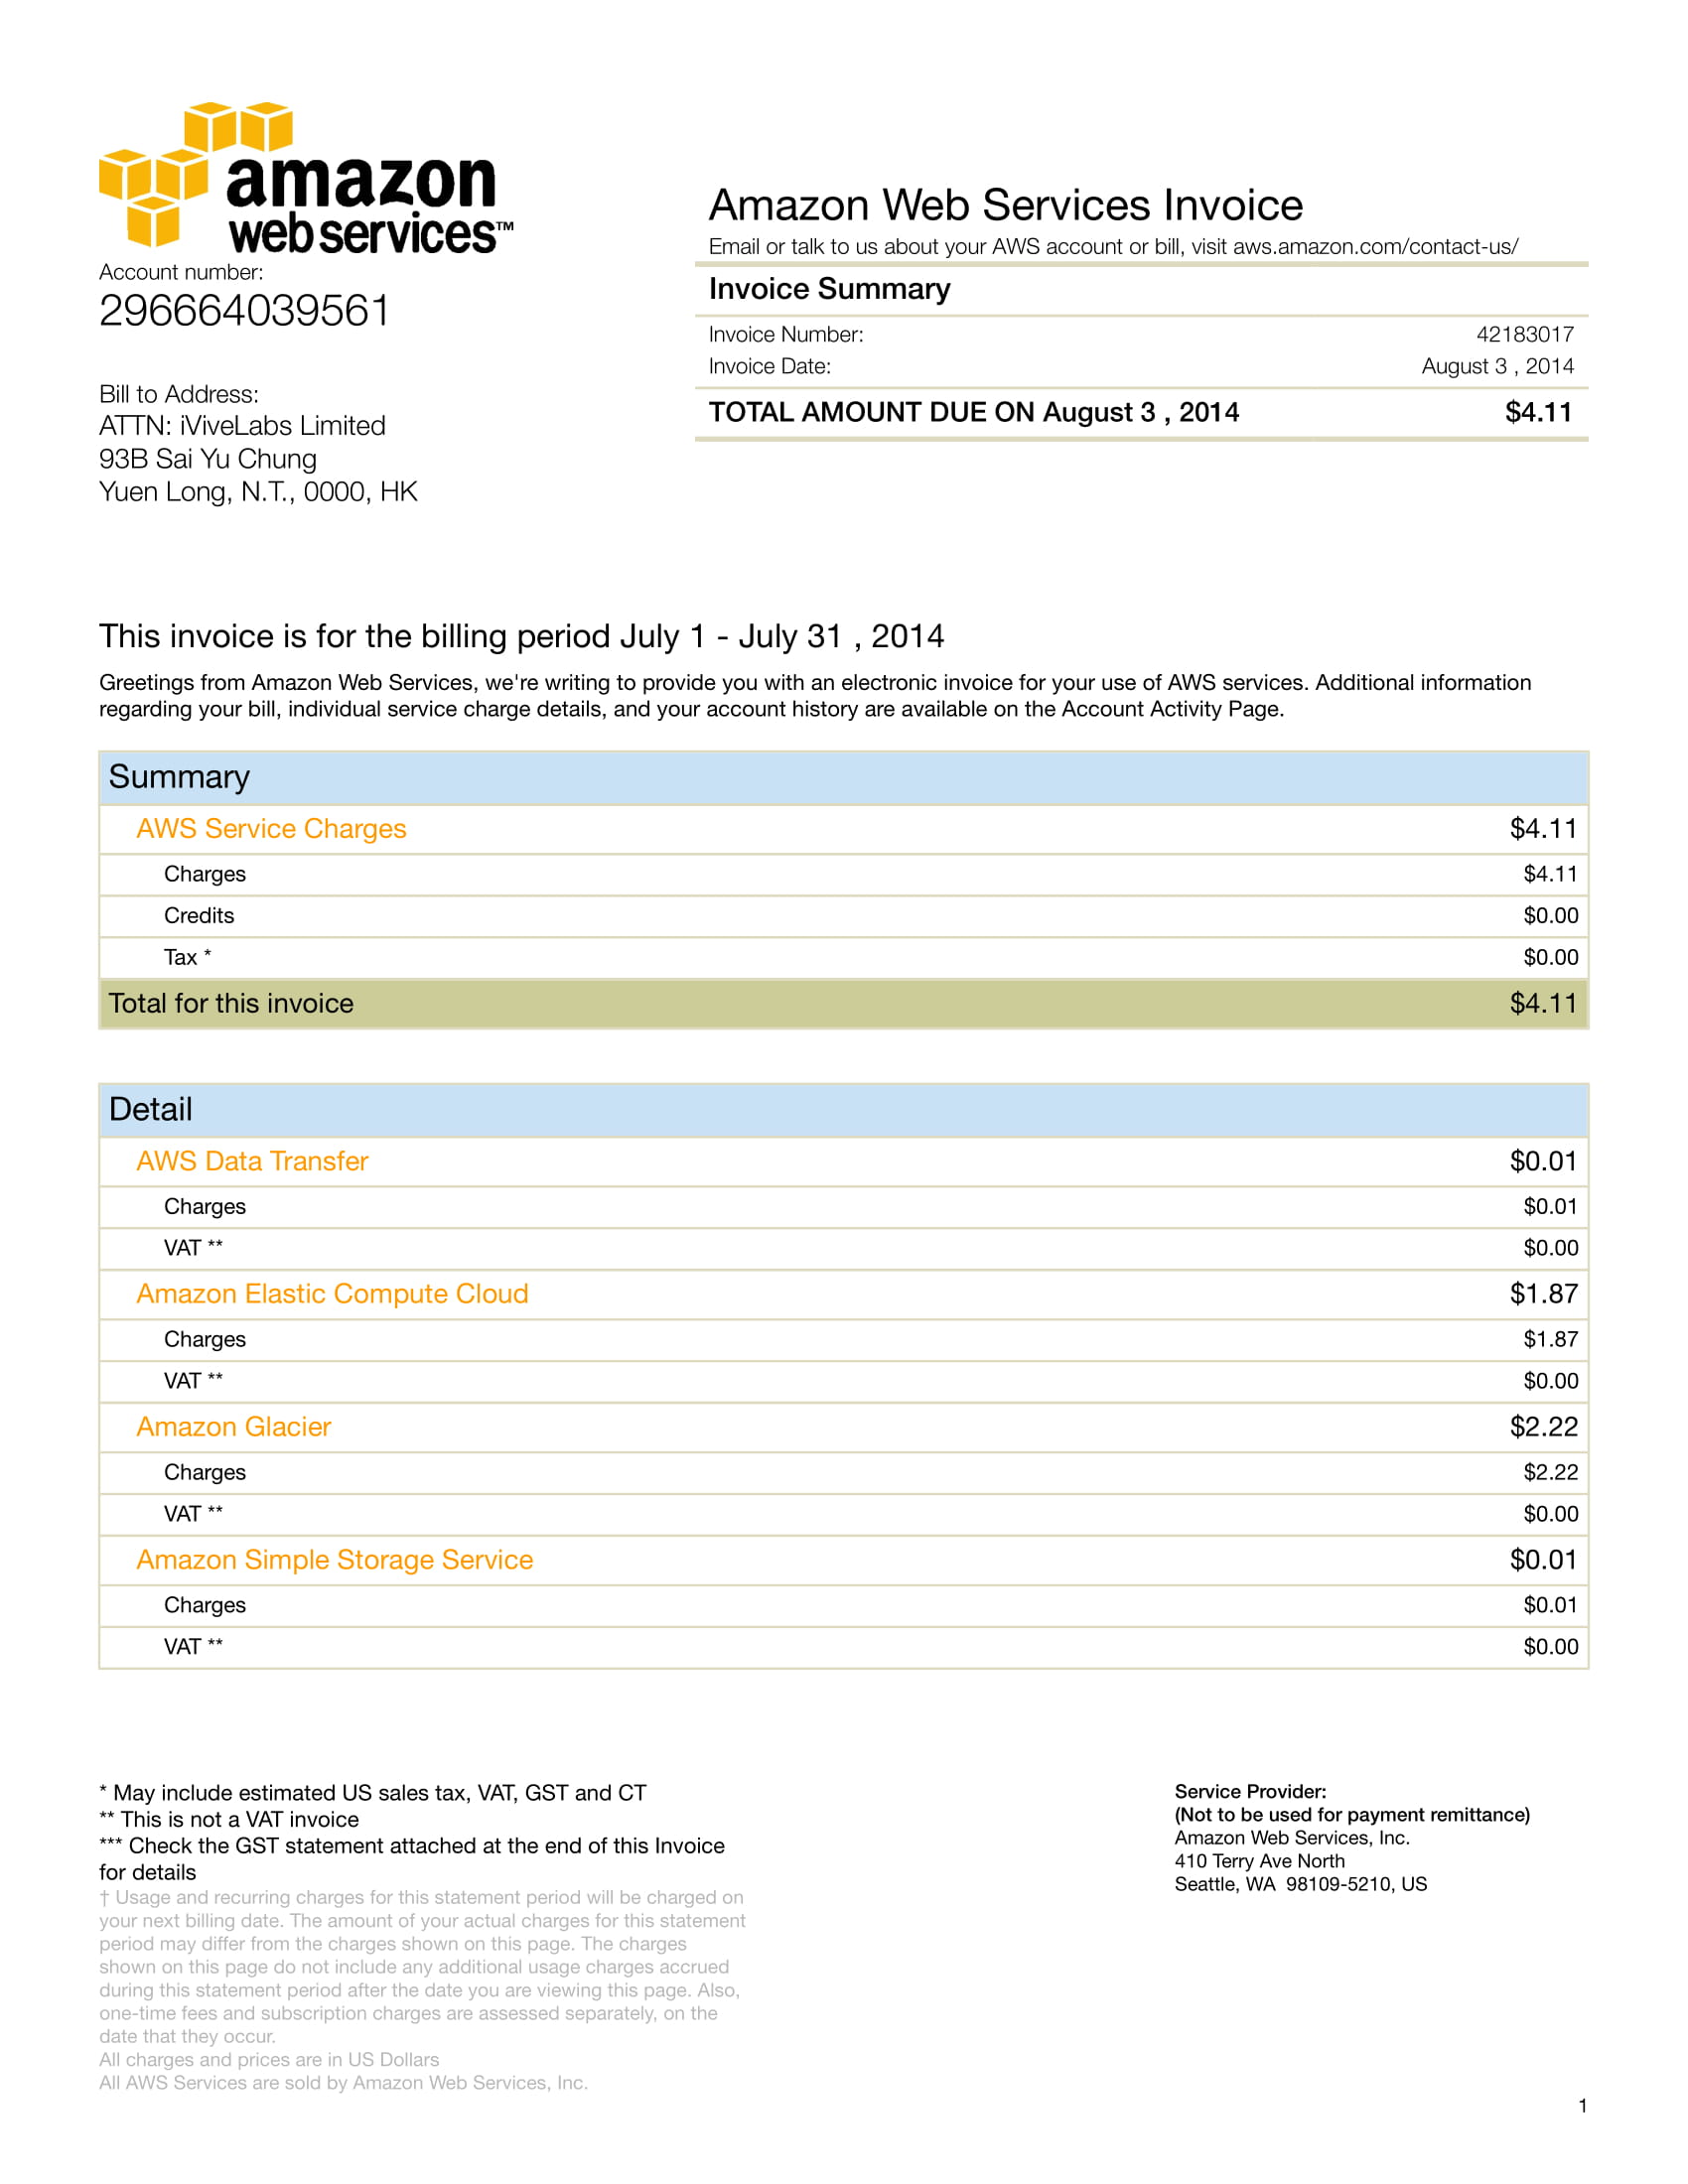 amazon
web services™
Account number:
296664039561
Bill to Address:
ATTN: iViveLabs Limited
93B Sai Yu Chung
Yuen Long, N.T., 0000, HK
Amazon Web Services Invoice
Email or talk to us about your AWS account or bill, visit aws.amazon.com/contact-us/
Invoice Summary
Invoice Number: 42183017
Invoice Date: August 3 , 2014
TOTAL AMOUNT DUE ON August 3 , 2014 $4.11
This invoice is for the billing period July 1 - July 31 , 2014
Greetings from Amazon Web Services, we're writing to provide you with an electronic invoice for your use of AWS services. Additional information
regarding your bill, individual service charge details, and your account history are available on the Account Activity Page.
Summary
AWS Service Charges $4.11
Charges $4.11
Credits $0.00
Tax * $0.00
Total for this invoice $4.11
Detail
AWS Data Transfer $0.01
Charges $0.01
VAT ** $0.00
Amazon Elastic Compute Cloud $1.87
Charges $1.87
VAT ** $0.00
Amazon Glacier $2.22
Charges $2.22
VAT ** $0.00
Amazon Simple Storage Service $0.01
Charges $0.01
VAT ** $0.00
* May include estimated US sales tax, VAT, GST and CT
** This is not a VAT invoice
*** Check the GST statement attached at the end of this Invoice
for details
† Usage and recurring charges for this statement period will be charged on
your next billing date. The amount of your actual charges for this statement
period may differ from the charges shown on this page. The charges
shown on this page do not include any additional usage charges accrued
during this statement period after the date you are viewing this page. Also,
one-time fees and subscription charges are assessed separately, on the
date that they occur.
All charges and prices are in US Dollars
All AWS Services are sold by Amazon Web Services, Inc.
Service Provider:
(Not to be used for payment remittance)
Amazon Web Services, Inc.
410 Terry Ave North
Seattle, WA  98109-5210, US
1